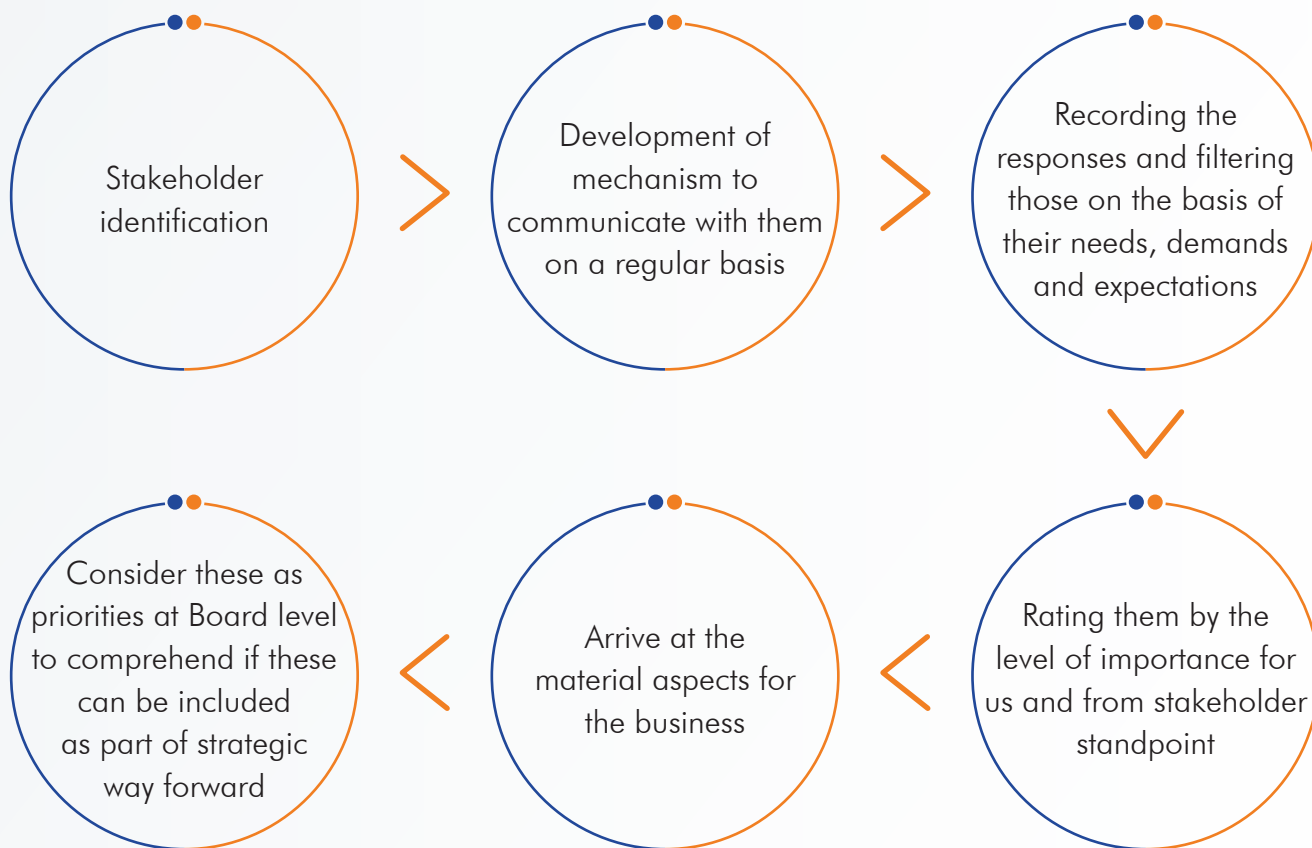 Stakeholder
identification
Development of
mechanism to
communicate with them
on a regular basis
Recording the
responses and filtering
those on the basis of
their needs, demands
and expectations
Rating them by the
level of importance for
us and from stakeholder
standpoint
Arrive at the
material aspects for
the business
Consider these as
priorities at Board level
to comprehend if these
can be included
as part of strategic
way forward